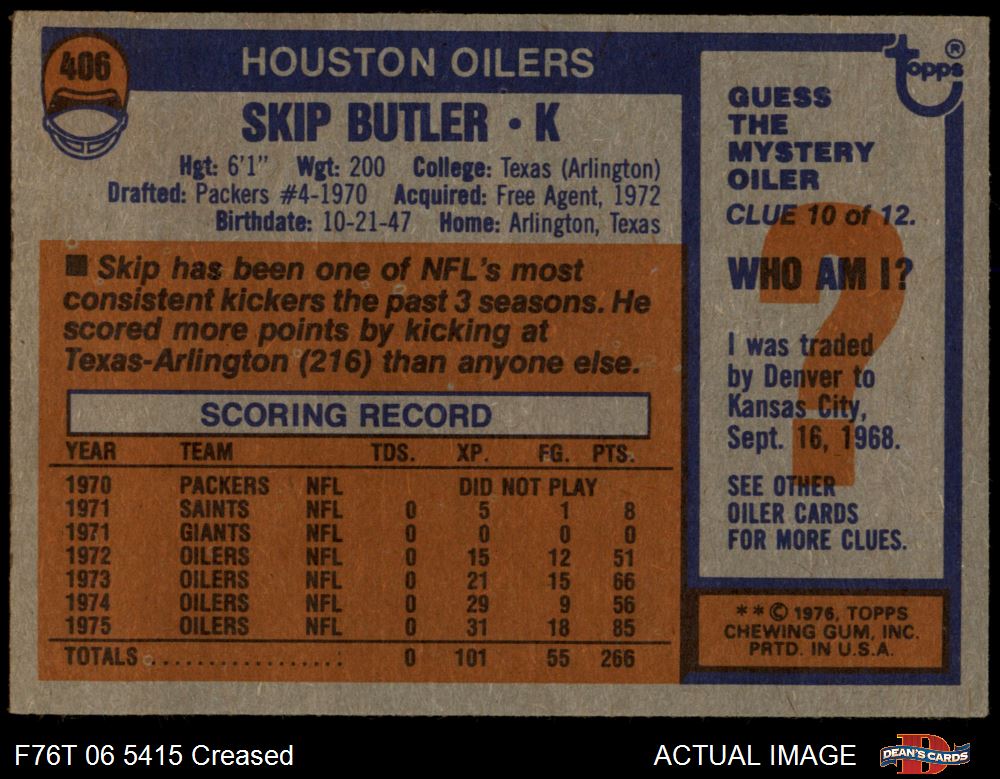 406
HOUSTON OILERS
SKIP BUTLER • K
Hgt: 6'1" Wgt: 200 College: Texas (Arlington)
Drafted: Packers #4-1970 Acquired: Free Agent, 1972
Birthdate: 10-21-47 Home: Arlington, Texas
■ Skip has been one of NFL's most
consistent kickers the past 3 seasons. He
scored more points by kicking at
Texas-Arlington (216) than anyone else.
SCORING RECORD
YEAR TEAM TDS. XP. FG. PTS.
1970 PACKERS NFL DID NOT PLAY
1971 SAINTS NFL 0 5 1 8
1971 GIANTS NFL 0 0 0 0
1972 OILERS NFL 0 15 12 51
1973 OILERS NFL 0 21 15 66
1974 OILERS NFL 0 29 9 56
1975 OILERS NFL 0 31 18 85
TOTALS.................. 0 101 55 266
Topps®
GUESS
THE
MYSTERY
OILER
CLUE 10 of 12.
?
WHO AM I?
I was traded
by Denver to
Kansas City,
Sept. 16, 1968.
SEE OTHER
OILER CARDS
FOR MORE CLUES.
**© 1976, TOPPS
CHEWING GUM, INC.
PRTD. IN U.S.A.
F76T 06 5415 Creased
ACTUAL IMAGE
D
DEAN'S CARDS